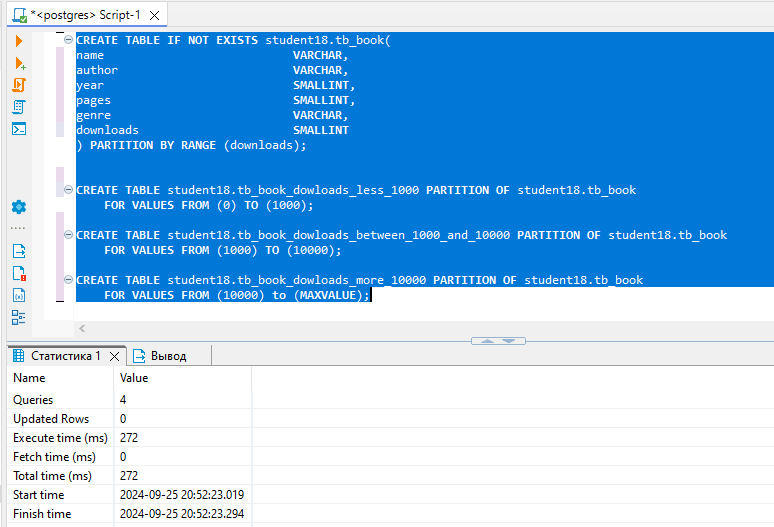 *<postgres> Script-1
CREATE TABLE IF NOT EXISTS student18.tb_book(
name VARCHAR,
author VARCHAR,
year SMALLINT,
pages SMALLINT,
genre VARCHAR,
downloads SMALLINT
) PARTITION BY RANGE (downloads);
CREATE TABLE student18.tb_book_dowloads_less_1000 PARTITION OF student18.tb_book
FOR VALUES FROM (0) TO (1000);
CREATE TABLE student18.tb_book_dowloads_between_1000_and_10000 PARTITION OF student18.tb_book
FOR VALUES FROM (1000) TO (10000);
CREATE TABLE student18.tb_book_dowloads_more_10000 PARTITION OF student18.tb_book
FOR VALUES FROM (10000) to (MAXVALUE);
Статистика 1 Вывод
Name Value
Queries 4
Updated Rows 0
Execute time (ms) 272
Fetch time (ms) 0
Total time (ms) 272
Start time 2024-09-25 20:52:23.019
Finish time 2024-09-25 20:52:23.294